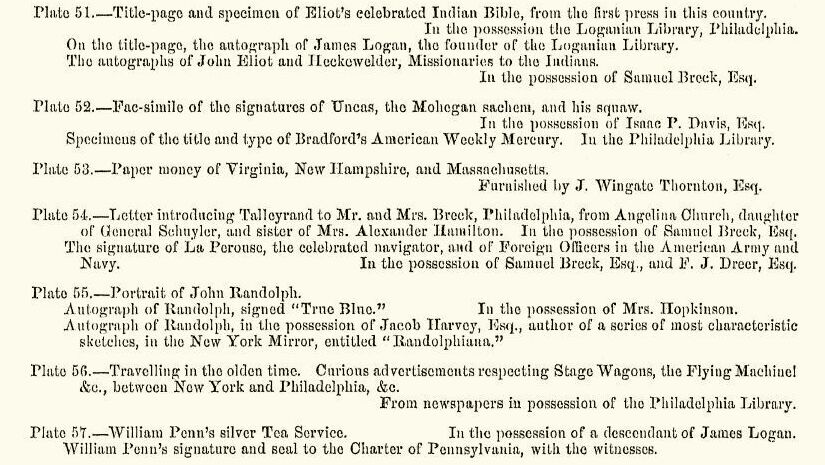 Plate 51.—Title-page and specimen of Eliot's celebrated Indian Bible, from the first press in this country.
In the possession the Loganian Library, Philadelphia.
On the title-page, the autograph of James Logan, the founder of the Loganian Library.
The autographs of John Eliot and Heckewelder, Missionaries to the Indians.
In the possession of Samuel Breck, Esq.
Plate 52.—Fac-simile of the signatures of Uncas, the Mohegan sachem, and his squaw.
In the possession of Isaac P. Davis, Esq.
Specimens of the title and type of Bradford's American Weekly Mercury. In the Philadelphia Library.
Plate 53.—Paper money of Virginia, New Hampshire, and Massachusetts.
Furnished by J. Wingate Thornton, Esq.
Plate 54.—Letter introducing Talleyrand to Mr. and Mrs. Breck, Philadelphia, from Angelina Church, daughter
of General Schuyler, and sister of Mrs. Alexander Hamilton. In the possession of Samuel Breck, Esq.
The signature of La Perouse, the celebrated navigator, and of Foreign Officers in the American Army and
Navy. In the possession of Samuel Breck, Esq., and F. J. Dreer, Esq.
Plate 55.—Portrait of John Randolph.
Autograph of Randolph, signed "True Blue." In the possession of Mrs. Hopkinson.
Autograph of Randolph, in the possession of Jacob Harvey, Esq., author of a series of most characteristic
sketches, in the New York Mirror, entitled "Randolphiana."
Plate 56.—Travelling in the olden time. Curious advertisements respecting Stage Wagons, the Flying Machine!
&c., between New York and Philadelphia, &c.
From newspapers in possession of the Philadelphia Library.
Plate 57.—William Penn's silver Tea Service. In the possession of a descendant of James Logan.
William Penn's signature and seal to the Charter of Pennsylvania, with the witnesses.